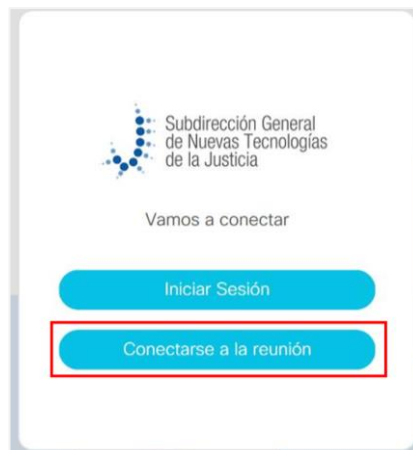 Subdirección General
de Nuevas Tecnologías
de la Justicia
Vamos a conectar
Iniciar Sesión
Conectarse a la reunión